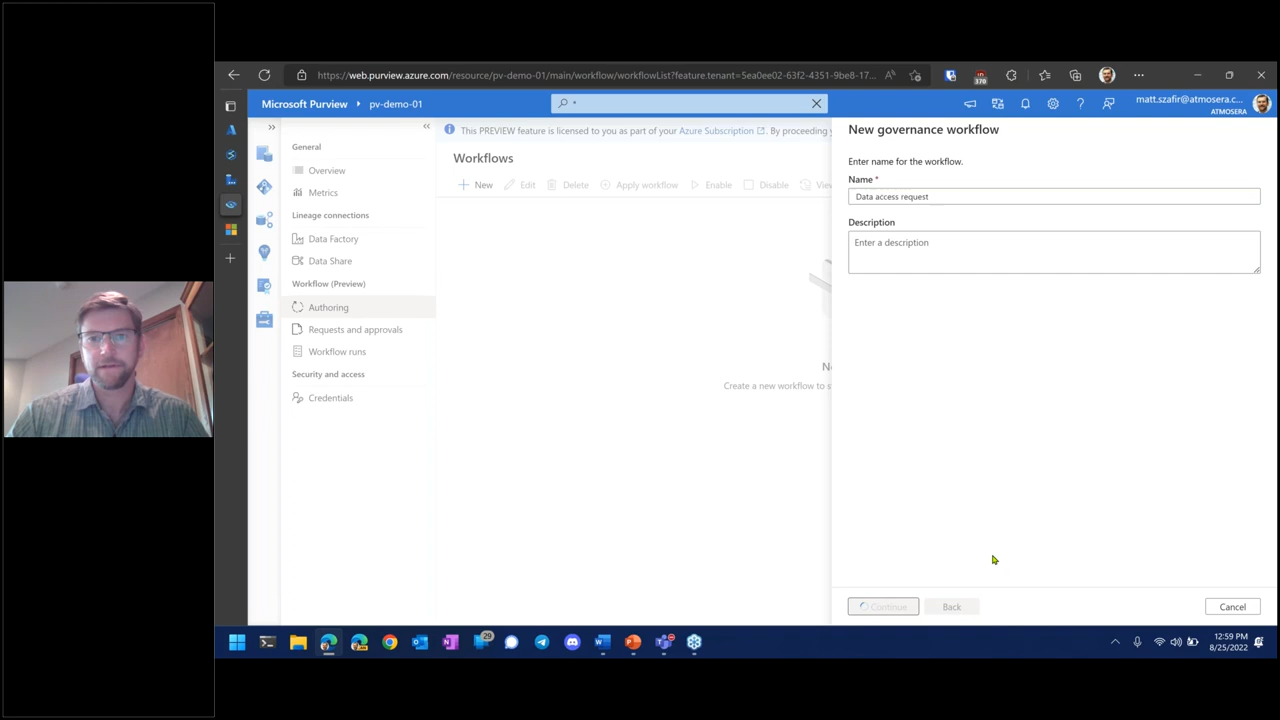 https://web.purview.azure.com/resource/pv-demo-01/main/workflow/workflowList?feature.tenant=5ea0ee02-63f2-4351-9be8-17...
370
Microsoft Purview
pv-demo-01
*
matt.szafir@atmosera.c...
ATMOSERA
General
Overview
Metrics
Lineage connections
Data Factory
Data Share
Workflow (Preview)
Authoring
Requests and approvals
Workflow runs
Security and access
Credentials
This PREVIEW feature is licensed to you as part of your Azure Subscription. By proceeding
Workflows
New Edit Delete Apply workflow Enable Disable
Create a new workflow to
New governance workflow
Enter name for the workflow.
Name *
Data access request
Description
Enter a description
Continue
Back
Cancel
29
12:59 PM
8/25/2022